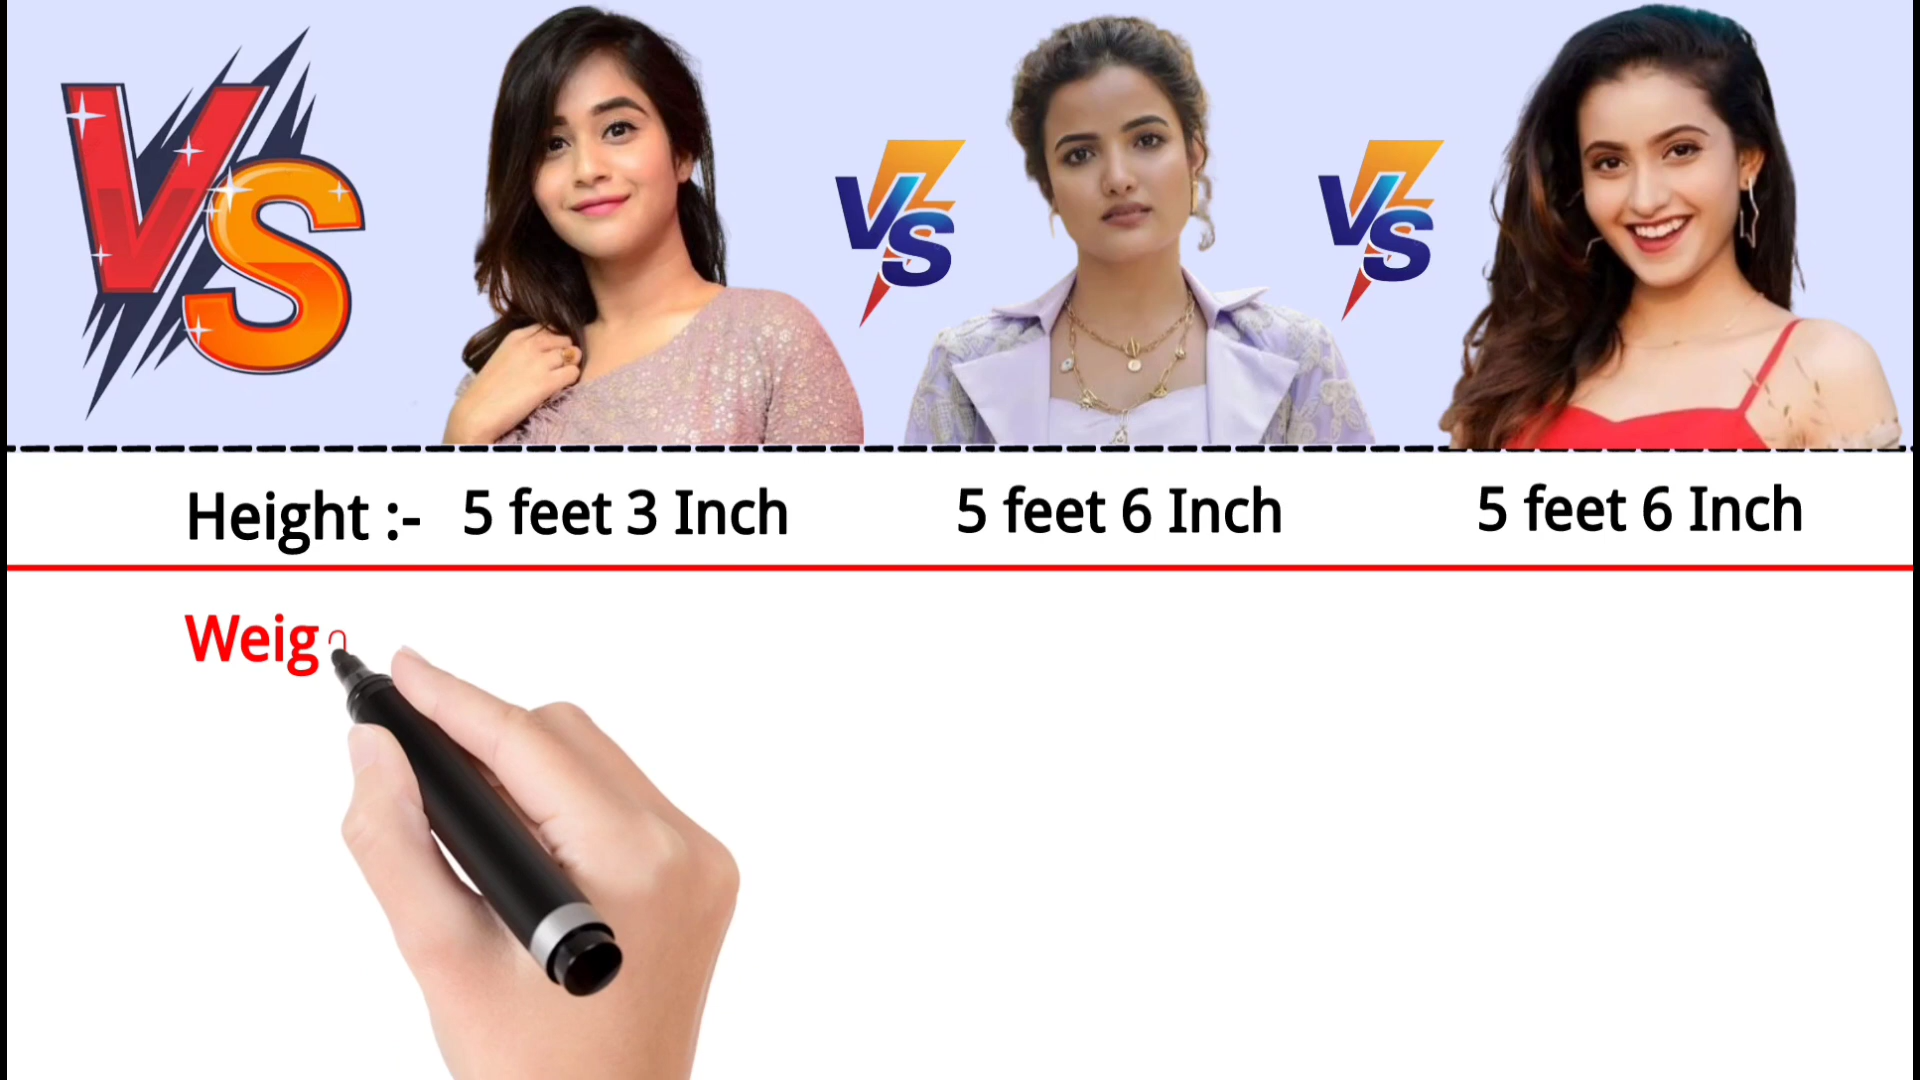 VS
VS
VS
Height :- 5 feet 3 Inch 5 feet 6 Inch 5 feet 6 Inch
Weig